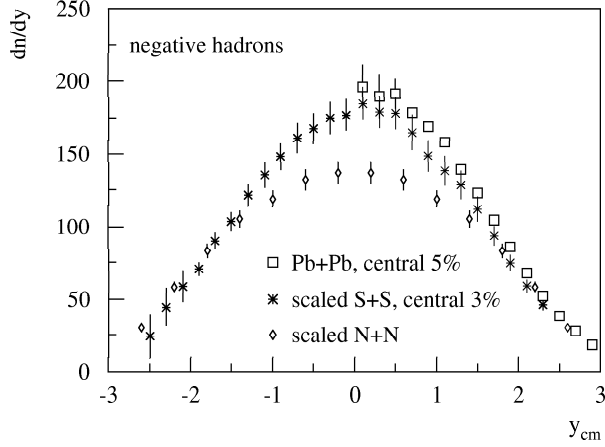 dn/dy
250
200
150
100
50
0
negative hadrons
Pb+Pb, central 5%
scaled S+S, central 3%
scaled N+N
-3 -2 -1 0 1 2 3
y_cm